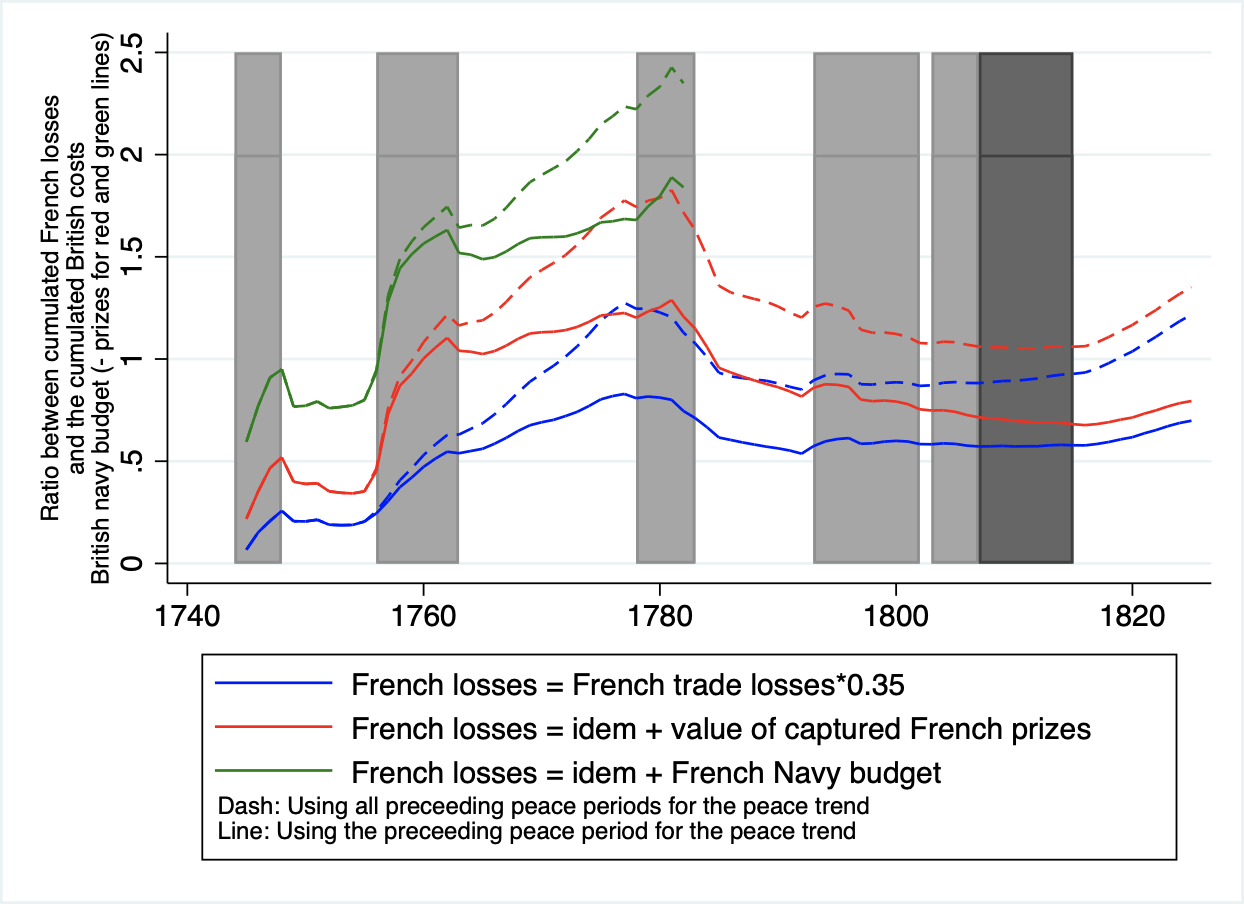 Ratio between cumulated French losses
and the cumulated British costs
British navy budget (- prizes for red and green lines)
2.5
2
1.5
1
.5
0
1740 1760 1780 1800 1820
French losses = French trade losses*0.35
French losses = idem + value of captured French prizes
French losses = idem + French Navy budget
Dash: Using all preceeding peace periods for the peace trend
Line: Using the preceeding peace period for the peace trend